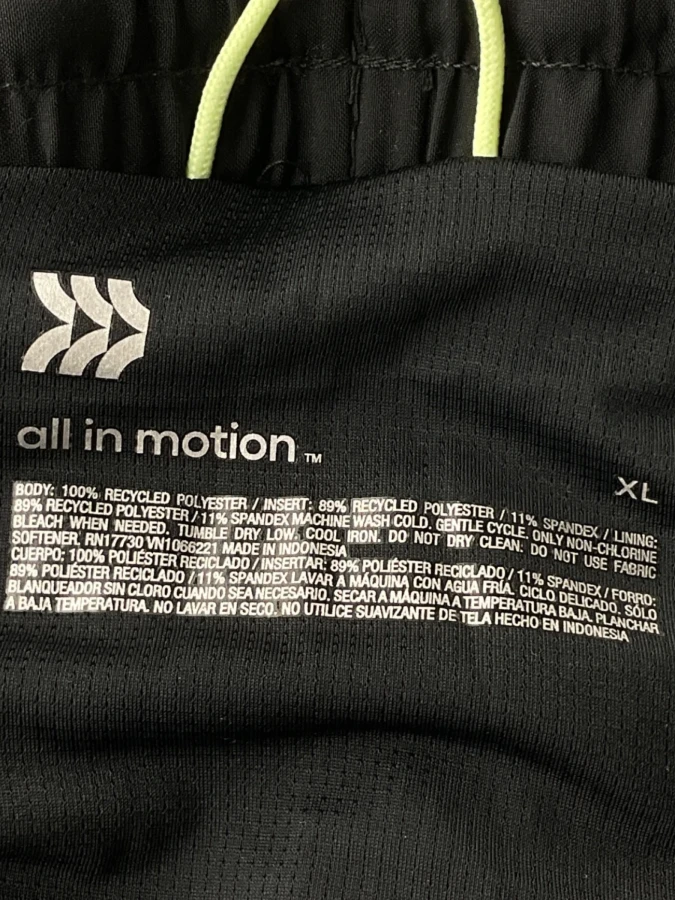 all in motion™
XL
BODY: 100% RECYCLED POLYESTER / INSERT: 89% RECYCLED POLYESTER / 11% SPANDEX / LINING:
89% RECYCLED POLYESTER / 11% SPANDEX MACHINE WASH COLD. GENTLE CYCLE. ONLY NON-CHLORINE
BLEACH WHEN NEEDED. TUMBLE DRY LOW. COOL IRON. DO NOT DRY CLEAN. DO NOT USE FABRIC
SOFTENER. RN17730 VN1066221 MADE IN INDONESIA
CUERPO: 100% POLIÉSTER RECICLADO / INSERTAR: 89% POLIÉSTER RECICLADO / 11% SPANDEX / FORRO:
89% POLIÉSTER RECICLADO / 11% SPANDEX LAVAR A MÁQUINA CON AGUA FRÍA. CICLO DELICADO. SÓLO
BLANQUEADOR SIN CLORO CUANDO SEA NECESARIO. SECAR A MÁQUINA A TEMPERATURA BAJA. PLANCHAR
A BAJA TEMPERATURA. NO LAVAR EN SECO. NO UTILICE SUAVIZANTE DE TELA HECHO EN INDONESIA